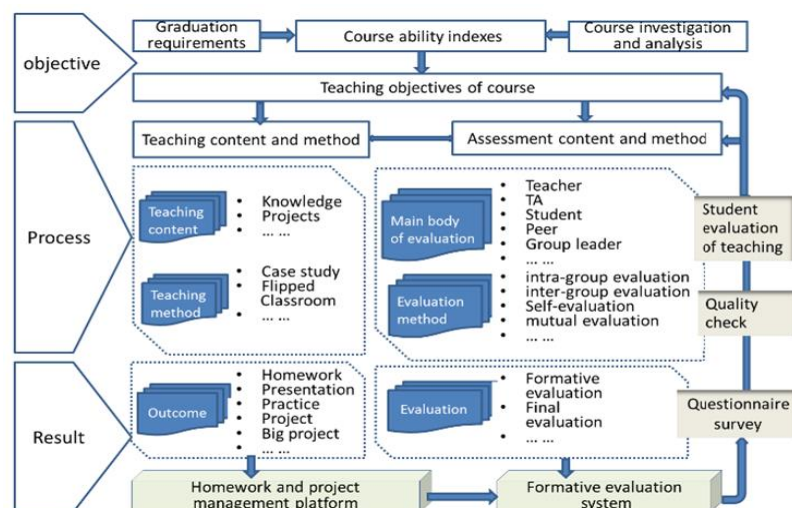 objective
Graduation
requirements
Course ability indexes
Course investigation
and analysis
Teaching objectives of course
Process
Teaching content and method
Assessment content and method
Teaching
content
• Knowledge
• Projects
• ... ...
Teaching
method
• Case study
• Flipped
Classroom
• ... ...
Main body
of evaluation
• Teacher
• TA
• Student
• Peer
• Group leader
• ... ...
Evaluation
method
• intra-group evaluation
• inter-group evaluation
• Self-evaluation
• mutual evaluation
• ... ...
Student
evaluation
of teaching
Quality
check
Questionnaire
survey
Result
Outcome
• Homework
• Presentation
• Practice
• Project
• Big project
• ... ...
Evaluation
• Formative
evaluation
• Final
evaluation
• ... ...
Homework and project
management platform
Formative evaluation
system